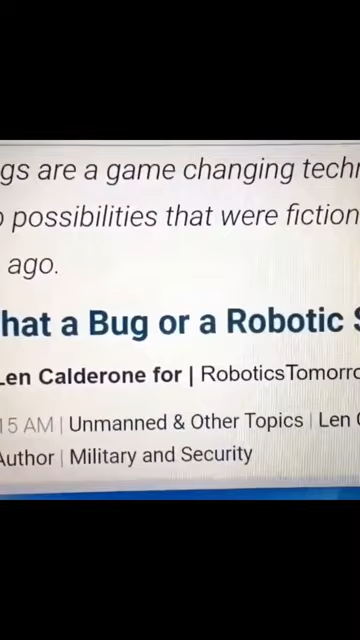 gs are a game changing techn
o possibilities that were fiction
ago.
hat a Bug or a Robotic S
Len Calderone for | RoboticsTomorro
15 AM | Unmanned & Other Topics | Len C
Author | Military and Security